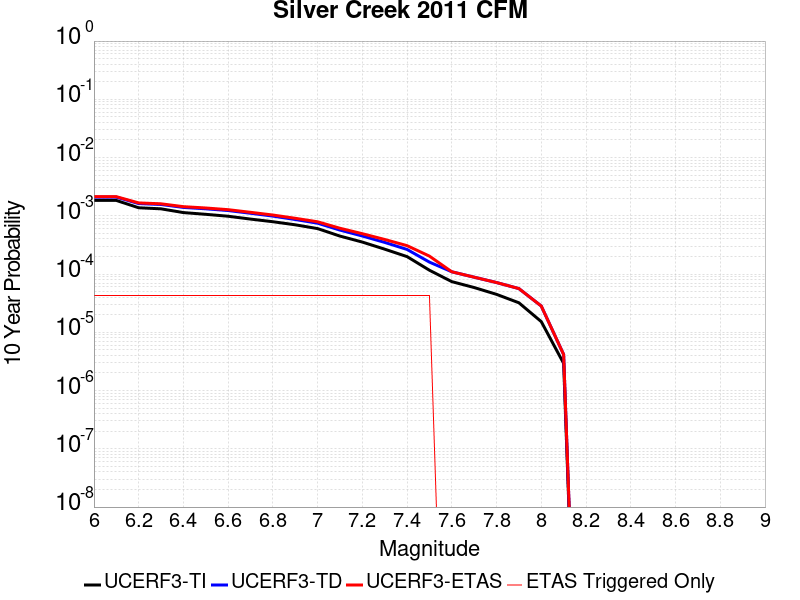 Silver Creek 2011 CFM
10 0
10 -1
10 -2
10 -3
10 -4
10 -5
10 -6
10 -7
10 -8
10 Year Probability
6 6.2 6.4 6.6 6.8 7 7.2 7.4 7.6 7.8 8 8.2 8.4 8.6 8.8 9
Magnitude
UCERF3-TI UCERF3-TD UCERF3-ETAS ETAS Triggered Only